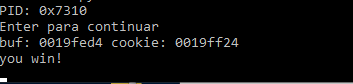 PID: 0x7310
Enter para continuar
buf: 0019fed4 cookie: 0019ff24
you win!